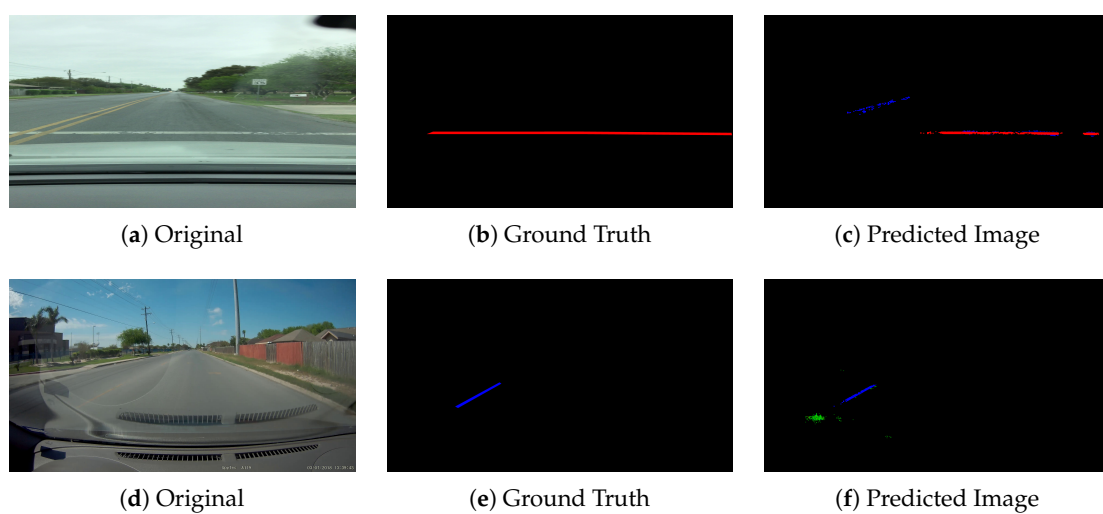 (a) Original
(b) Ground Truth
(c) Predicted Image
(d) Original
(e) Ground Truth
(f) Predicted Image